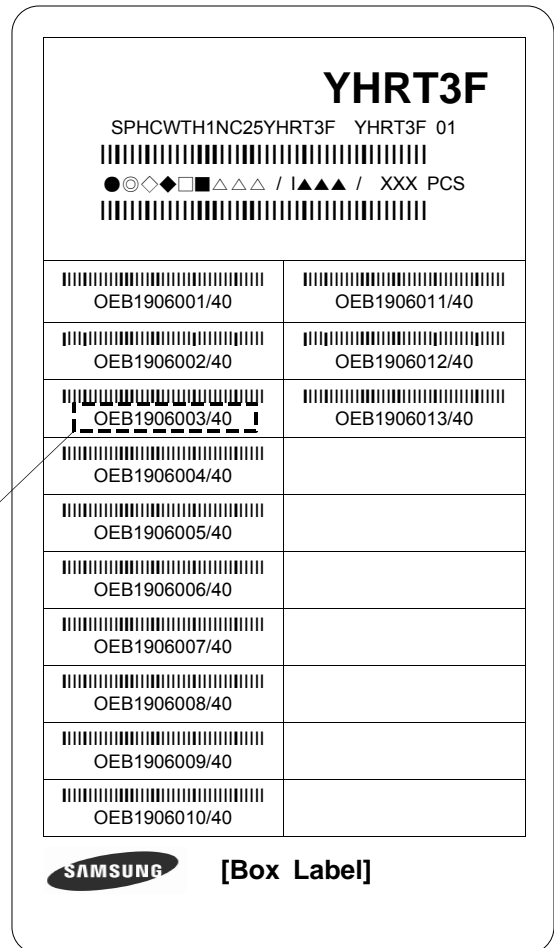 YHRT3F
SPHCWTH1NC25YHRT3F YHRT3F 01
●◎◇◆□■△△△ / I▲▲▲ / XXX PCS
OEB1906001/40 OEB1906011/40
OEB1906002/40 OEB1906012/40
OEB1906003/40 OEB1906013/40
OEB1906004/40
OEB1906005/40
OEB1906006/40
OEB1906007/40
OEB1906008/40
OEB1906009/40
OEB1906010/40
SAMSUNG [Box Label]